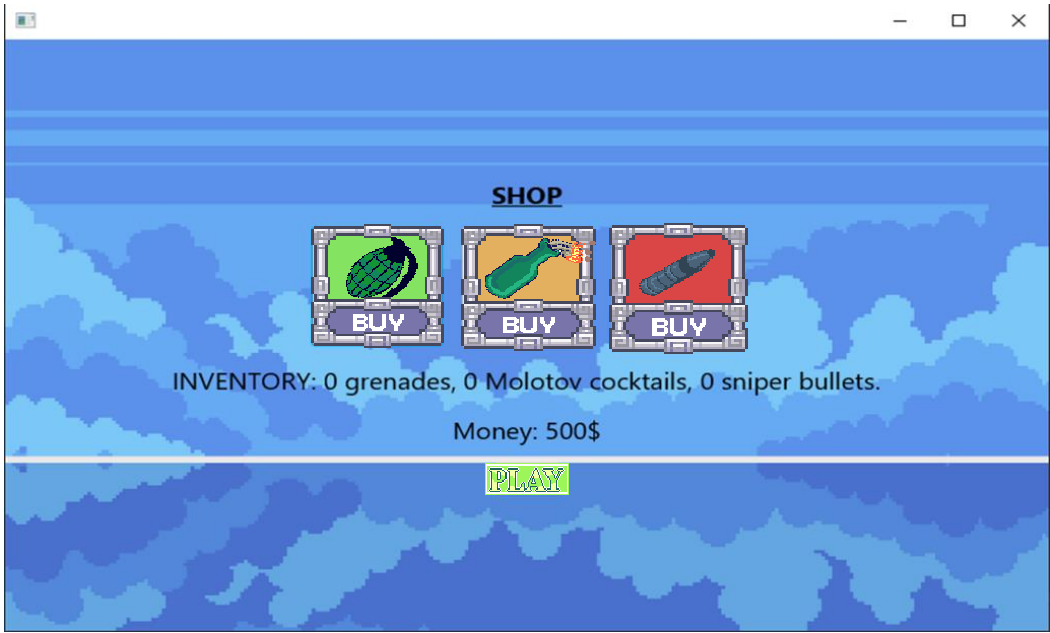 SHOP
BUY BUY BUY
INVENTORY: 0 grenades, 0 Molotov cocktails, 0 sniper bullets.
Money: 500$
PLAY